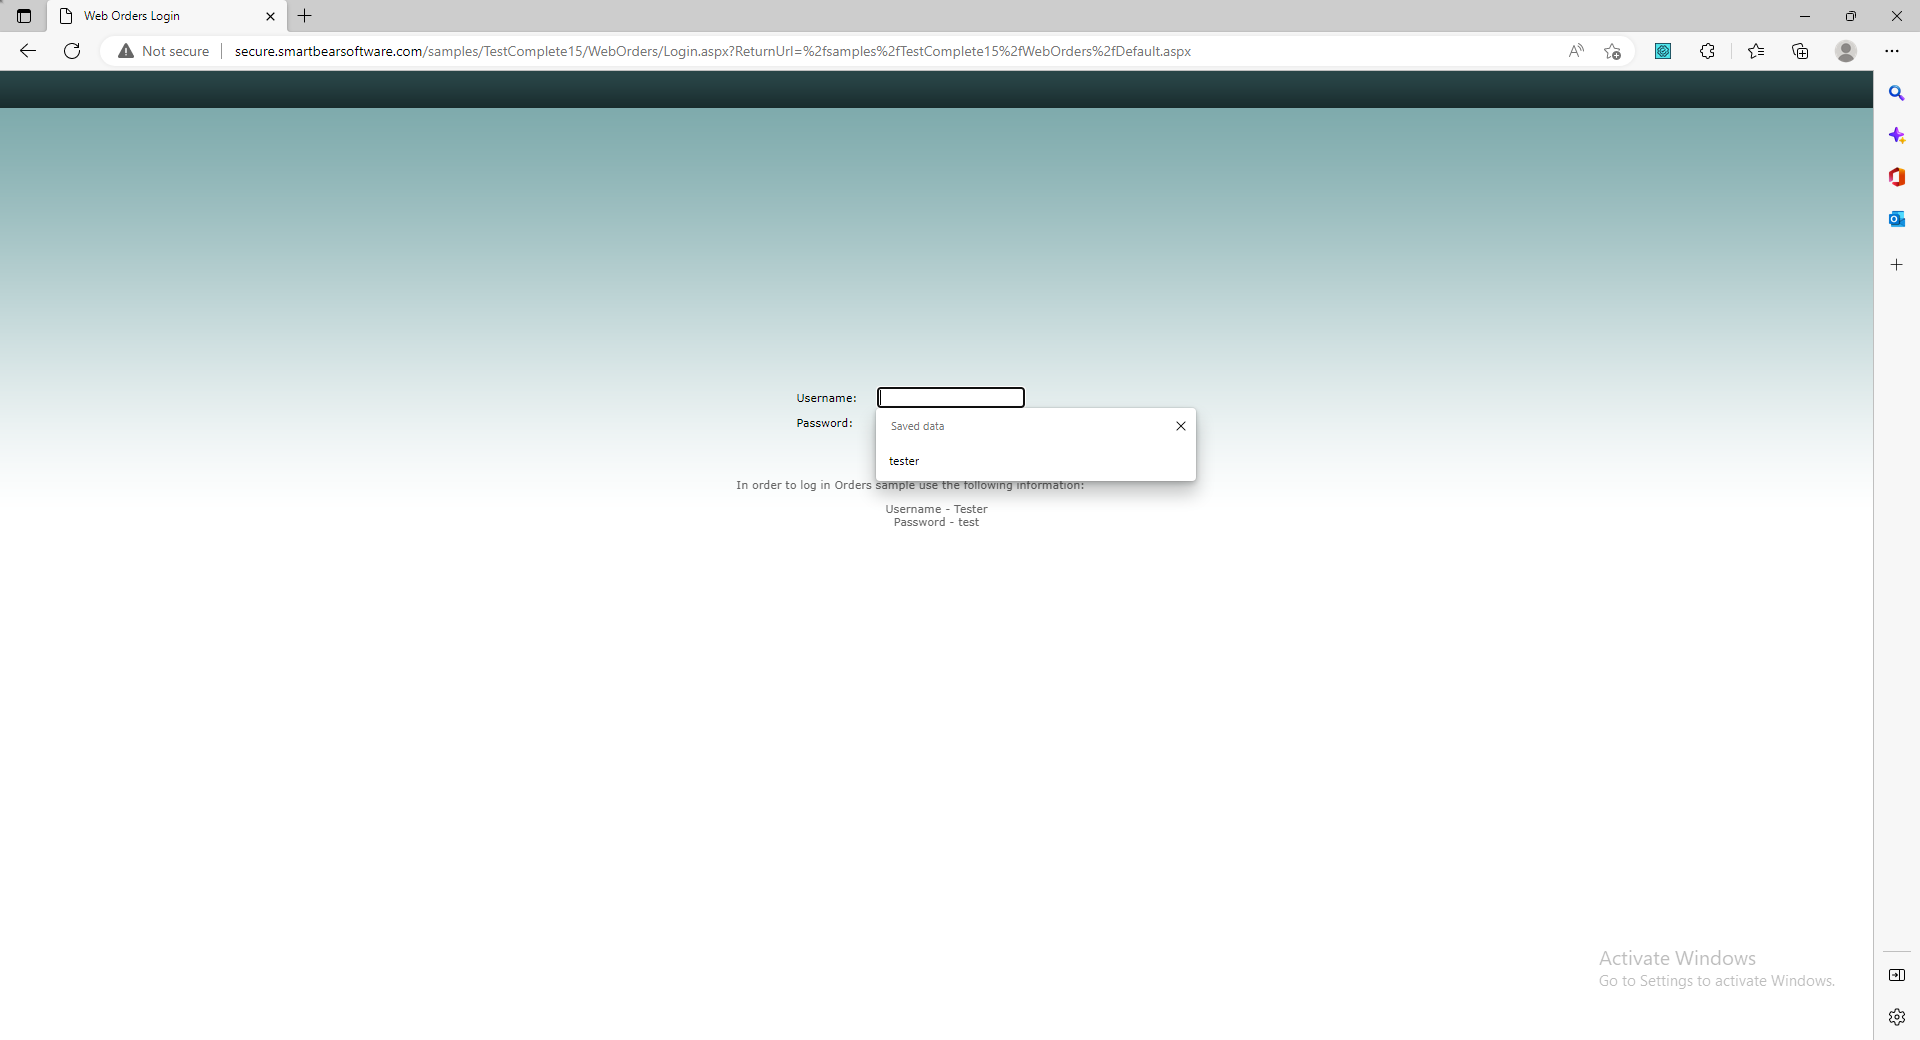 Web Orders Login
Not secure
secure.smartbearsoftware.com/samples/TestComplete15/WebOrders/Login.aspx?ReturnUrl=%2fsamples%2fTestComplete15%2fWebOrders%2fDefault.aspx
Username:
Password:
Saved data
tester
In order to log in Orders sample use the following information:
Username - Tester
Password - test
Activate Windows
Go to Settings to activate Windows.